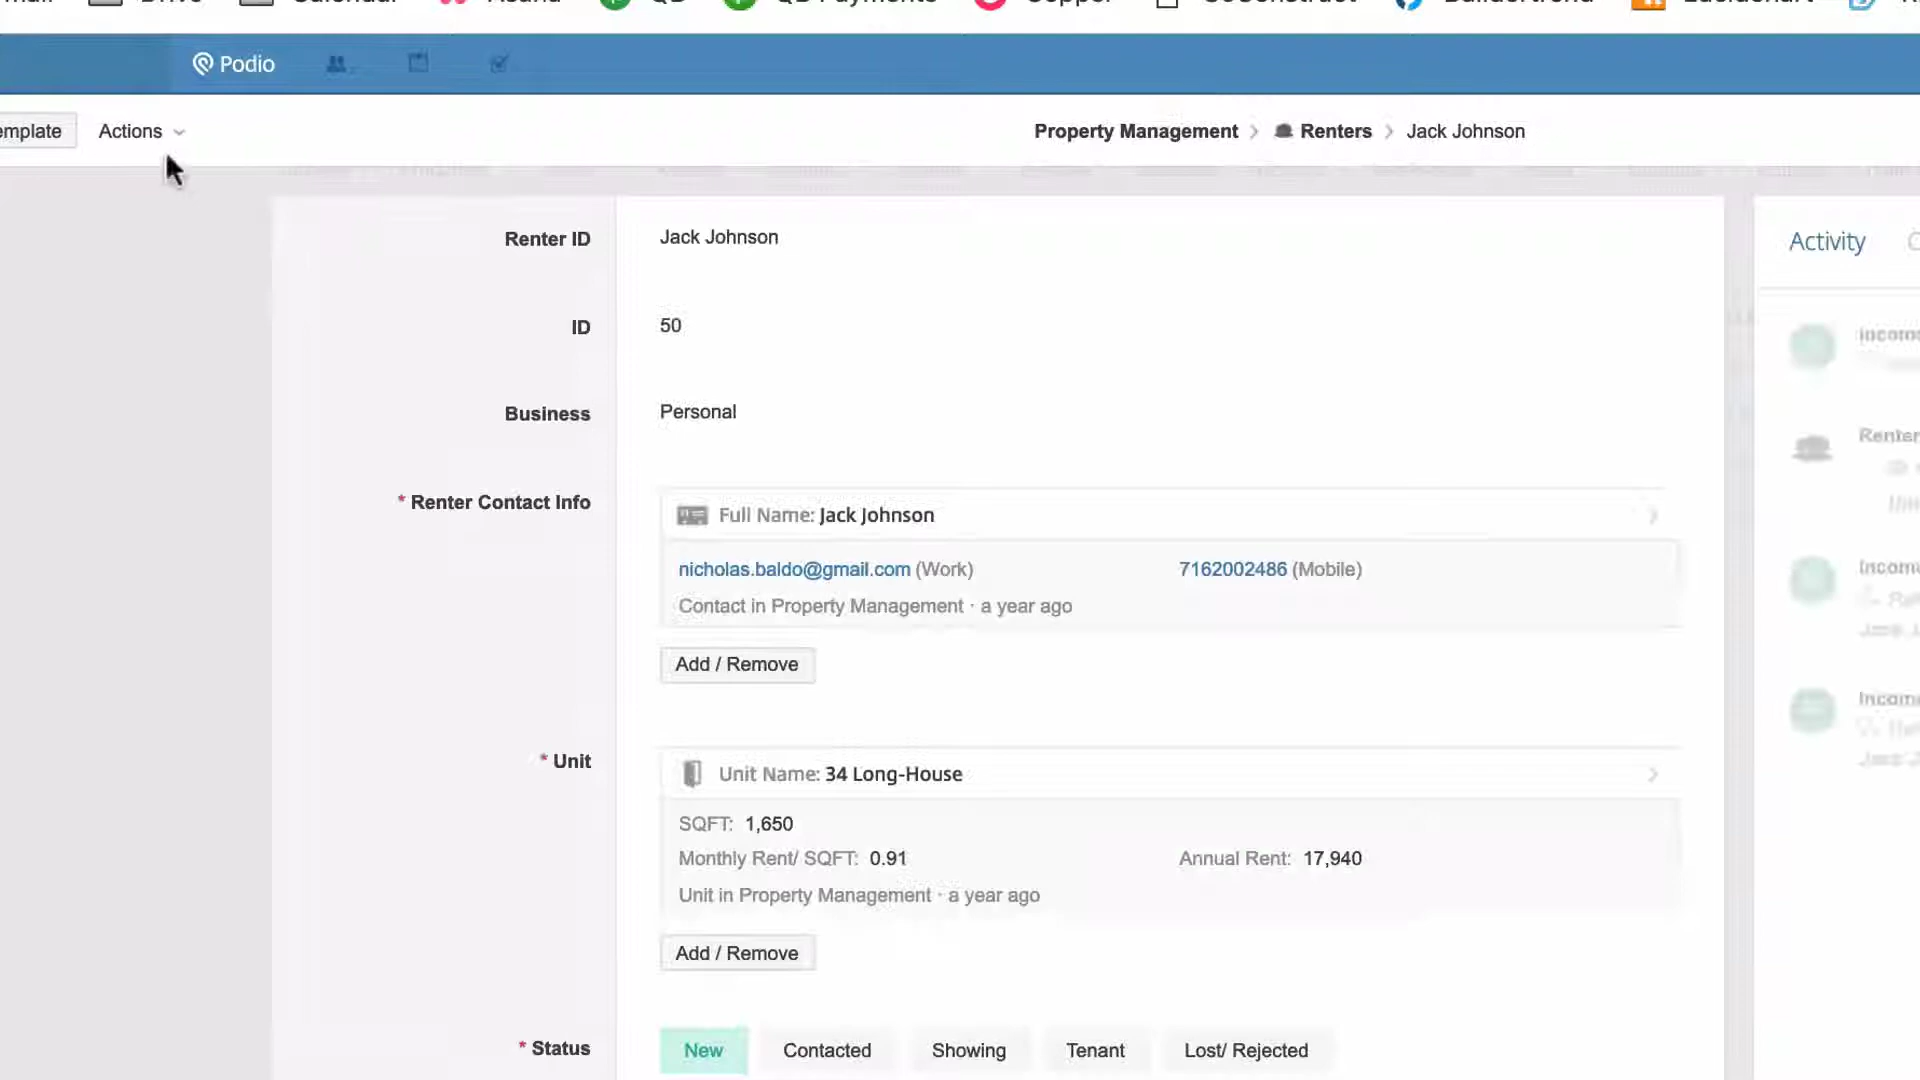 Podio
Actions
Property Management > Renters > Jack Johnson
Renter ID
Jack Johnson
Activity
ID
50
Business
Personal
* Renter Contact Info
Full Name: Jack Johnson
nicholas.baldo@gmail.com (Work)
7162002486 (Mobile)
Contact in Property Management · a year ago
Add / Remove
* Unit
Unit Name: 34 Long-House
SQFT: 1,650
Monthly Rent/ SQFT: 0.91
Annual Rent: 17,940
Unit in Property Management · a year ago
Add / Remove
* Status
New
Contacted
Showing
Tenant
Lost/ Rejected